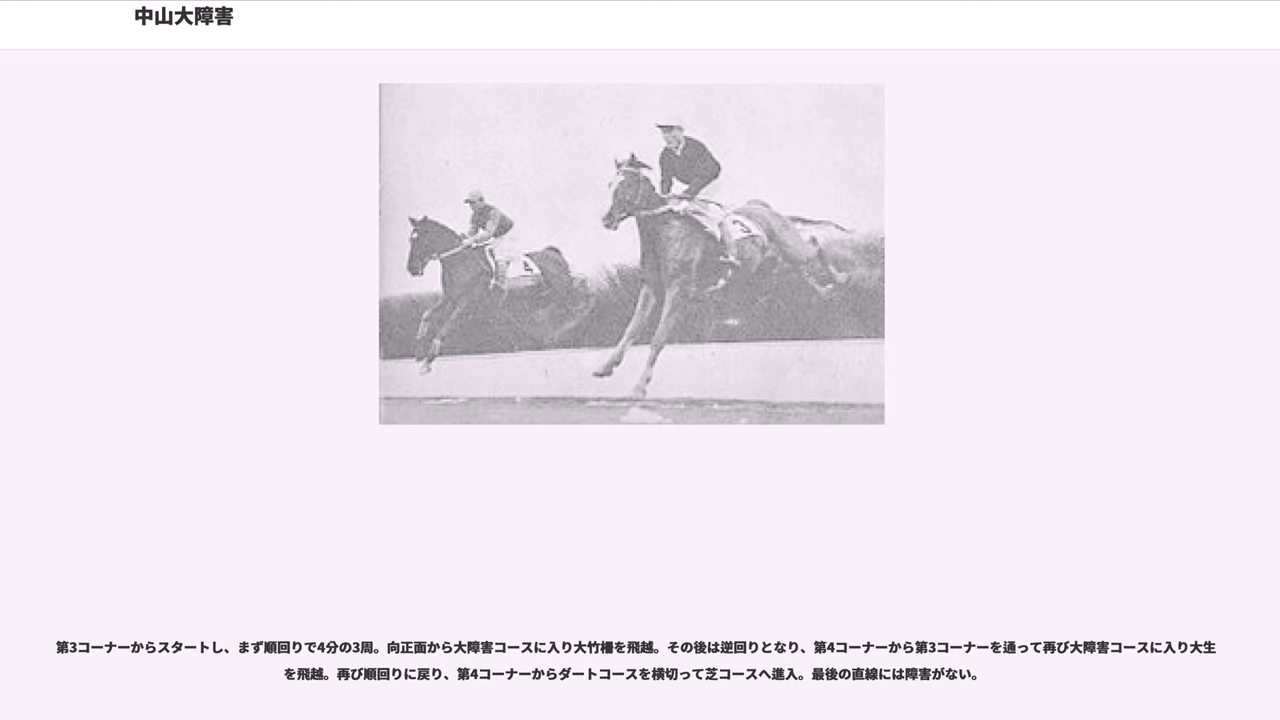 中山大障害
第3コーナーからスタートし、まず順回りで4分の3周。向正面から大障害コースに入り大竹柵を飛越。その後は逆回りとなり、第4コーナーから第3コーナーを通って再び大障害コースに入り大生
を飛越。再び順回りに戻り、第4コーナーからダートコースを横切って芝コースへ進入。最後の直線には障害がない。